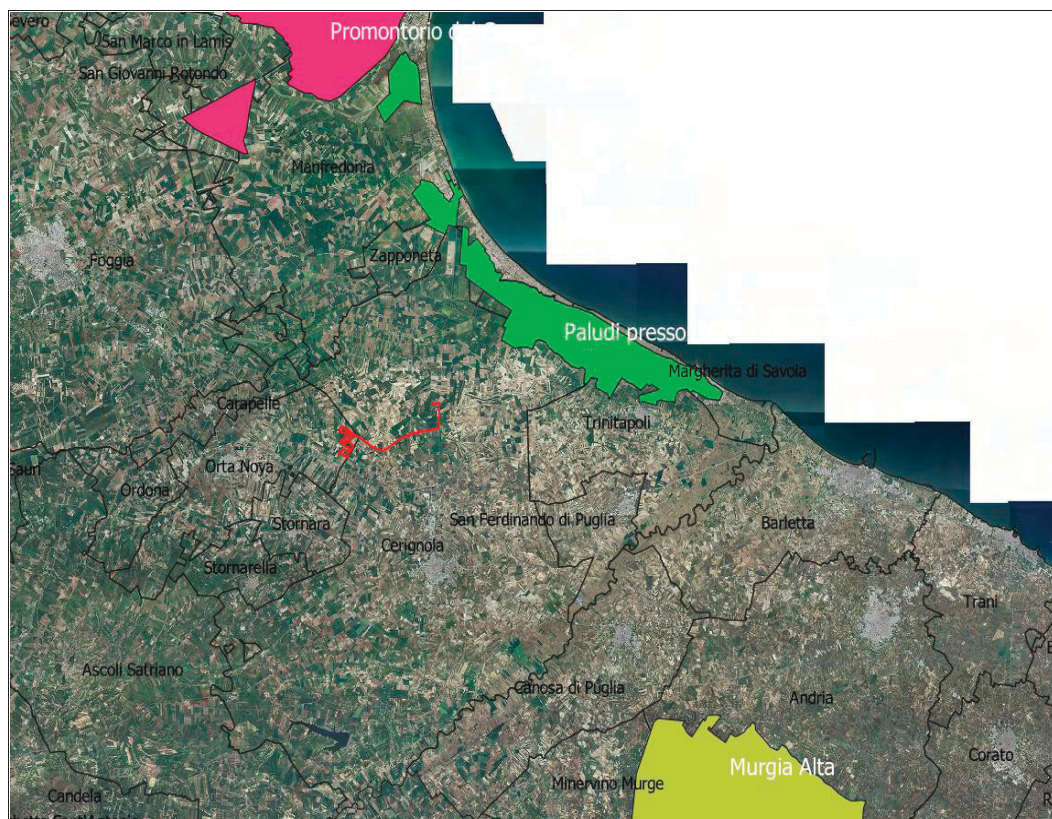 San Marco in Lamis
Promontorio del
San Giovanni Rotondo
Manfredonia
Foggia
Zapponeta
Paludi presso
Margherita di Savoia
Carapelle
Trinitapoli
Orta Nova
Ordona
Stornara
San Ferdinando di Puglia
Barletta
Cerignola
Stornarella
Trani
Ascoli Satriano
Canosa di Puglia
Andria
Corato
Murgia Alta
Minervino Murge
Candela